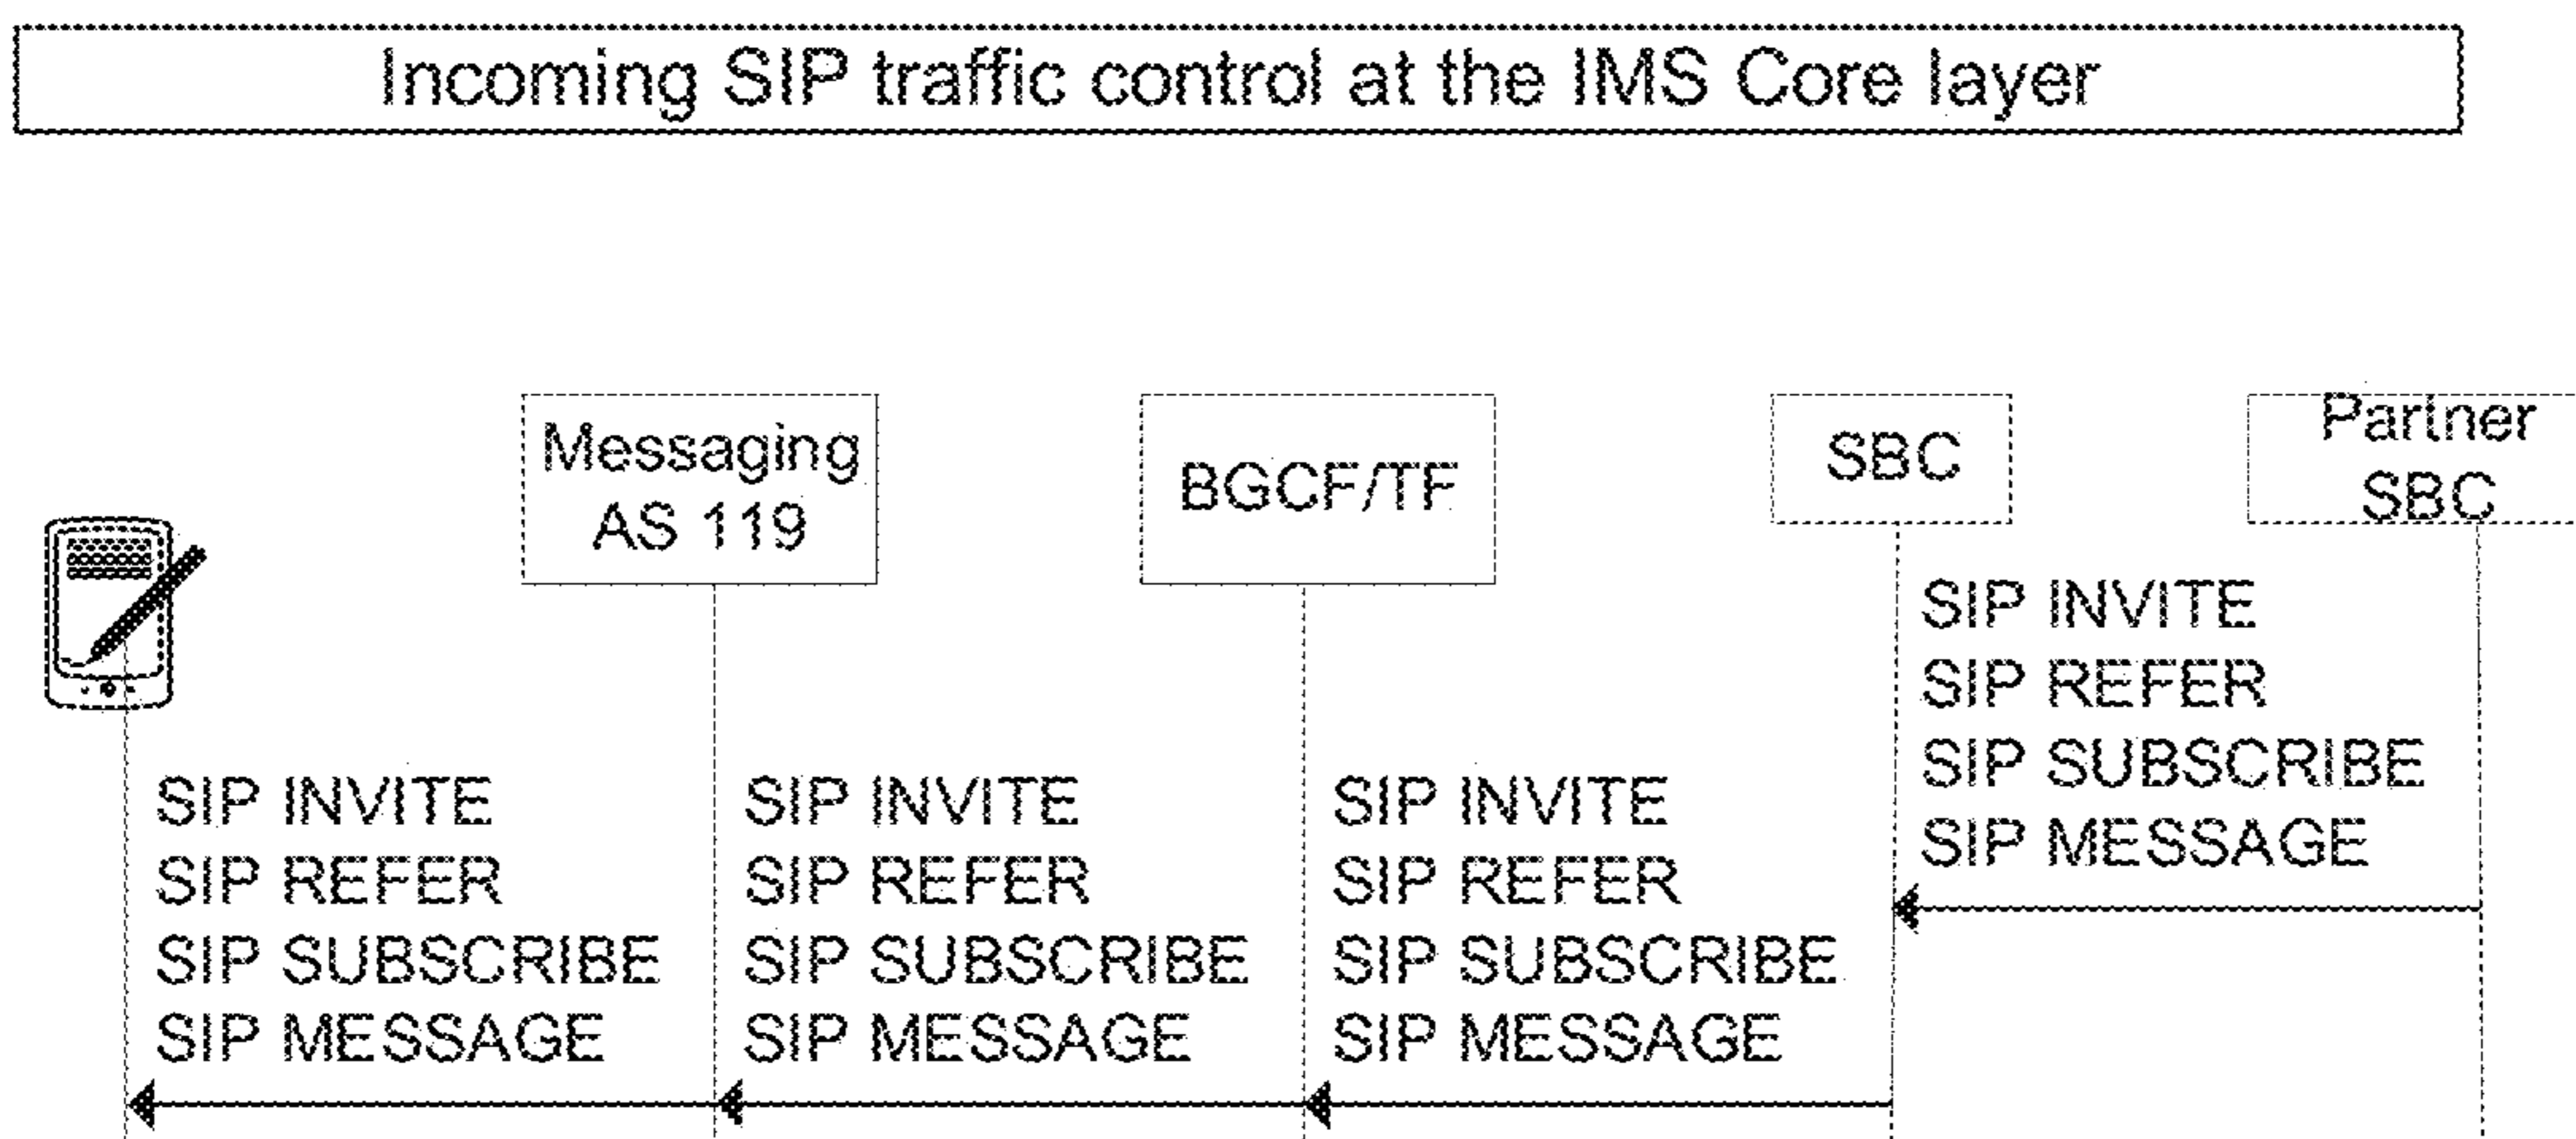 Incoming SIP traffic control at the IMS Core layer
Messaging
AS 119
BGCF/TF
SBC
Partner
SBC
SIP INVITE
SIP REFER
SIP SUBSCRIBE
SIP MESSAGE
SIP INVITE
SIP REFER
SIP SUBSCRIBE
SIP MESSAGE
SIP INVITE
SIP REFER
SIP SUBSCRIBE
SIP MESSAGE
SIP INVITE
SIP REFER
SIP SUBSCRIBE
SIP MESSAGE